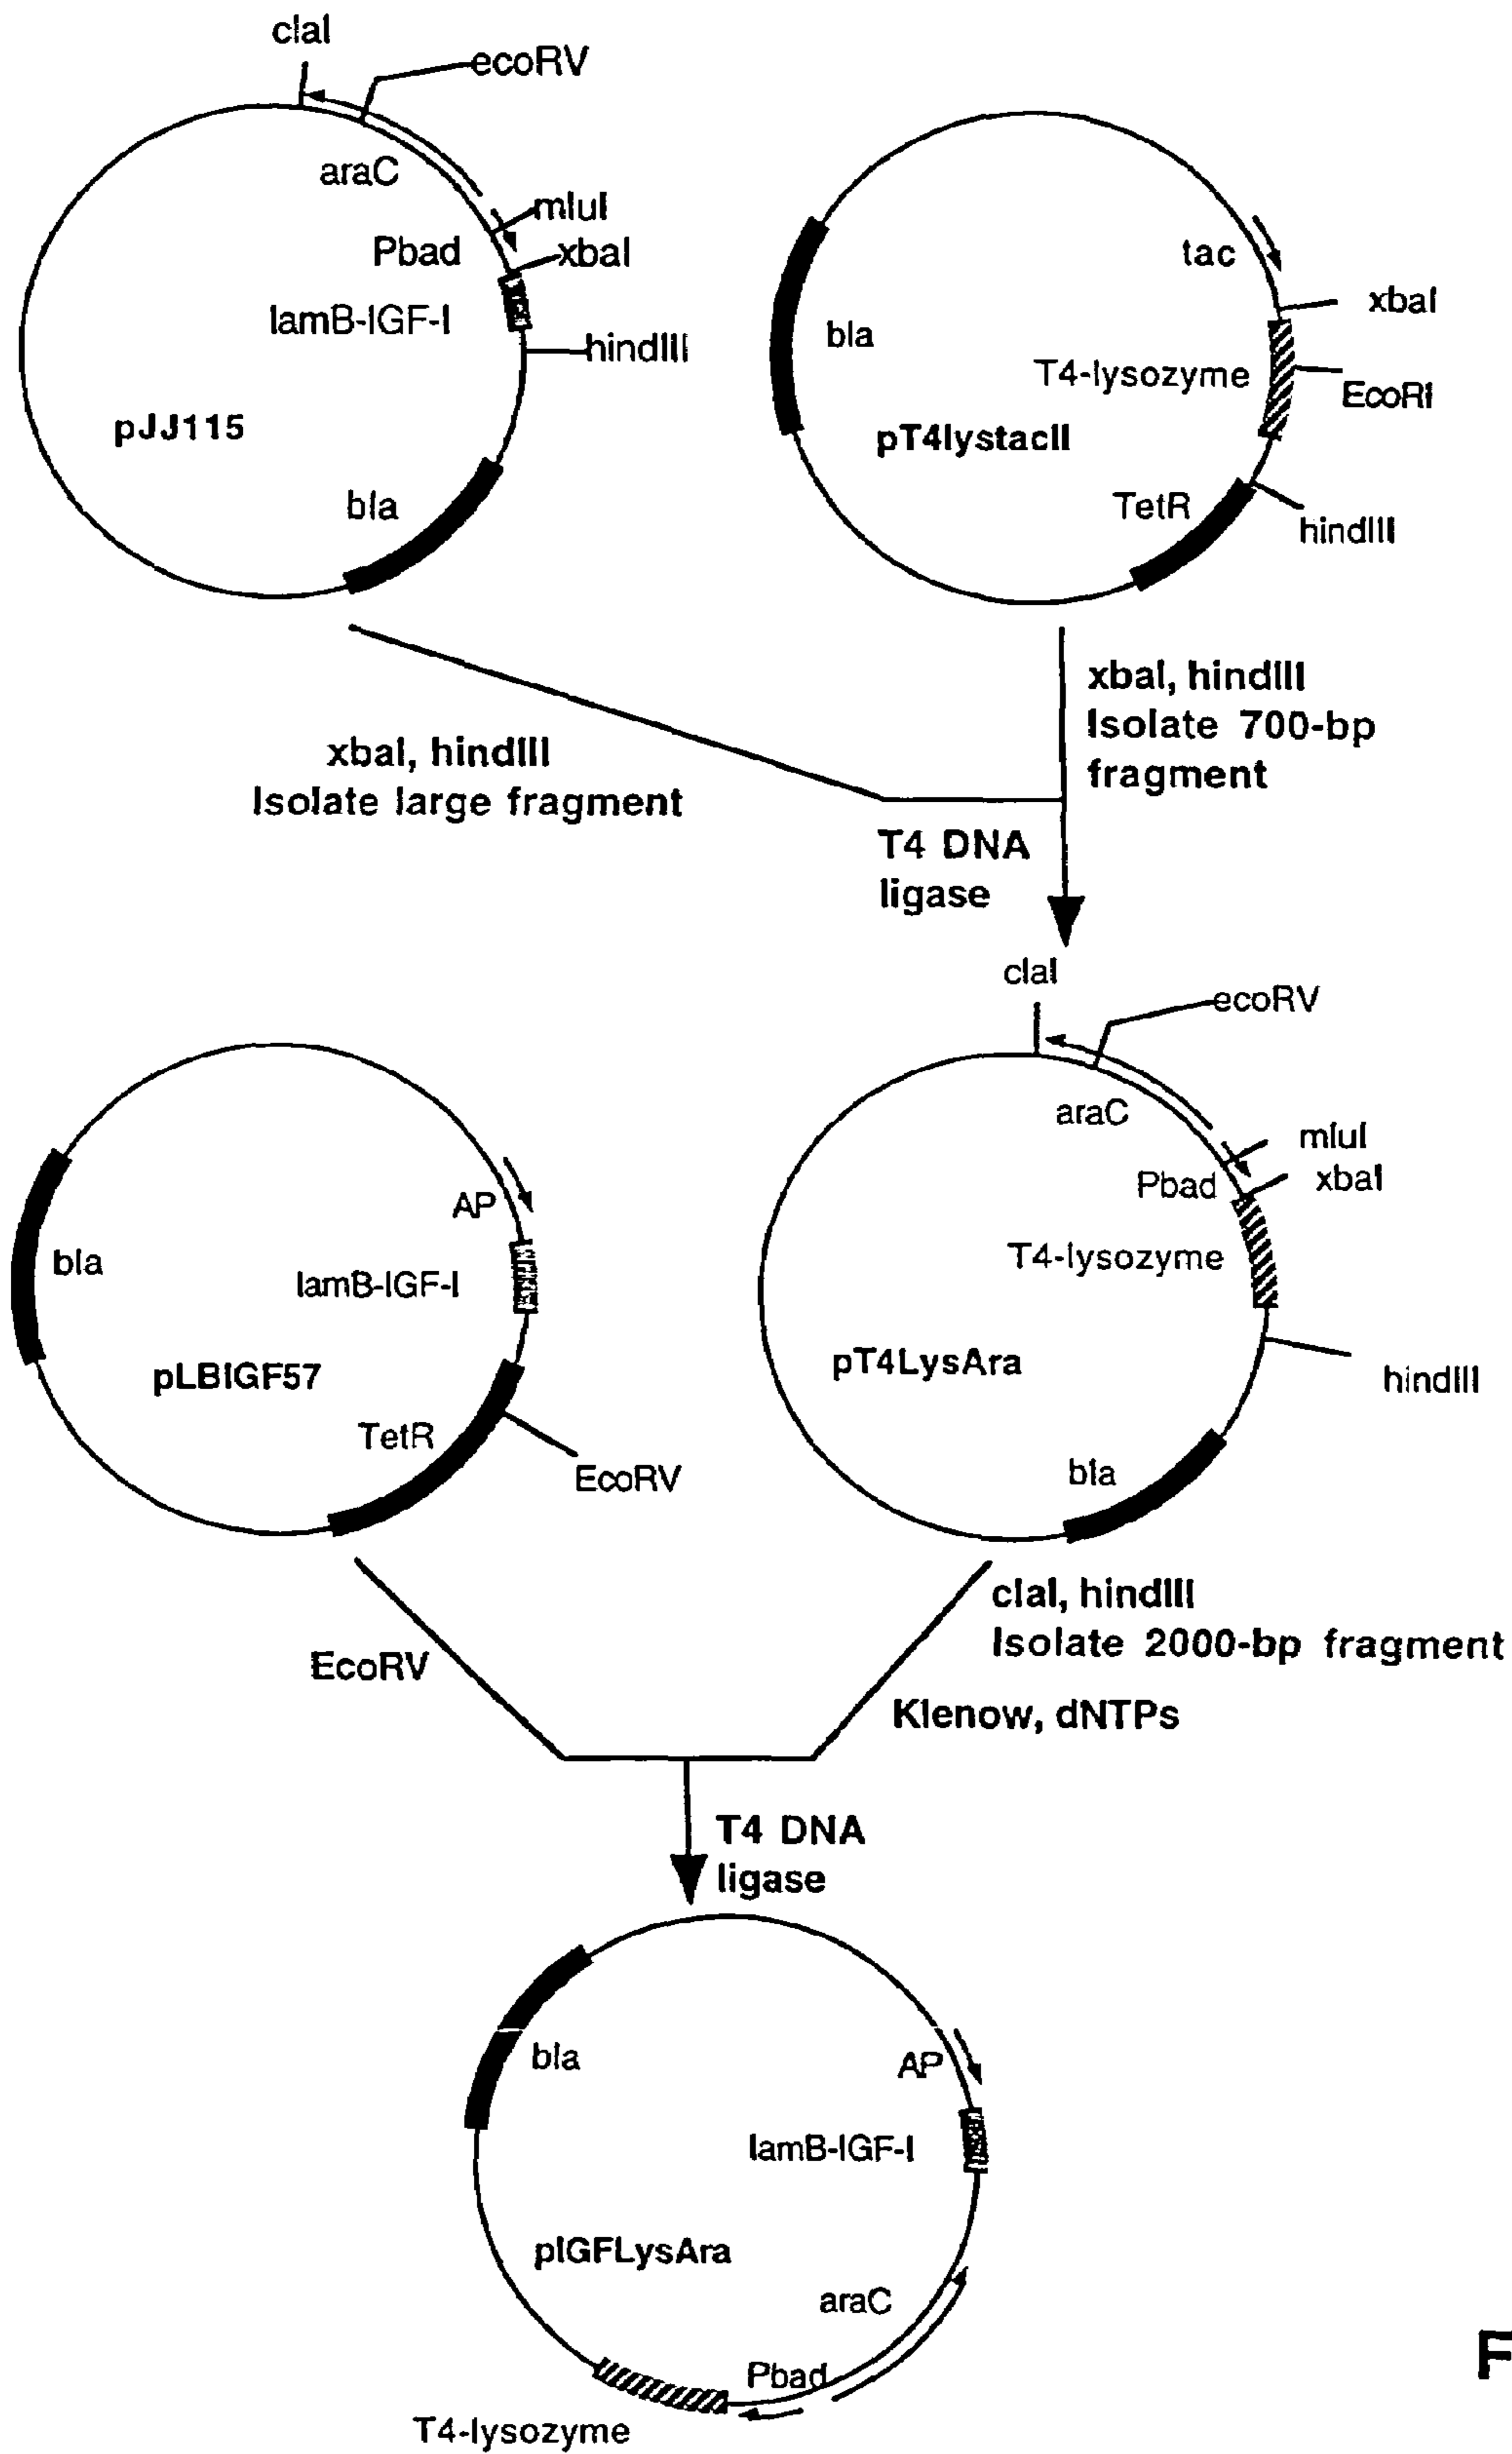 claI
ecoRV
araC
mluI
Pbad
xbaI
lamB-IGF-I
hindIII
pJJ115
bla
tac
xbaI
bla
T4-lysozyme
EcoRI
pT4lystacII
TetR
hindIII
xbaI, hindIII
Isolate large fragment
xbaI, hindIII
Isolate 700-bp
fragment
T4 DNA
ligase
AP
bla
lamB-IGF-I
pLBIGF57
TetR
EcoRV
claI
ecoRV
araC
mluI
Pbad
xbaI
T4-lysozyme
pT4LysAra
hindIII
bla
EcoRV
claI, hindIII
Isolate 2000-bp fragment
Klenow, dNTPs
T4 DNA
ligase
bla
AP
lamB-IGF-I
pIGFLysAra
araC
Pbad
T4-lysozyme
F